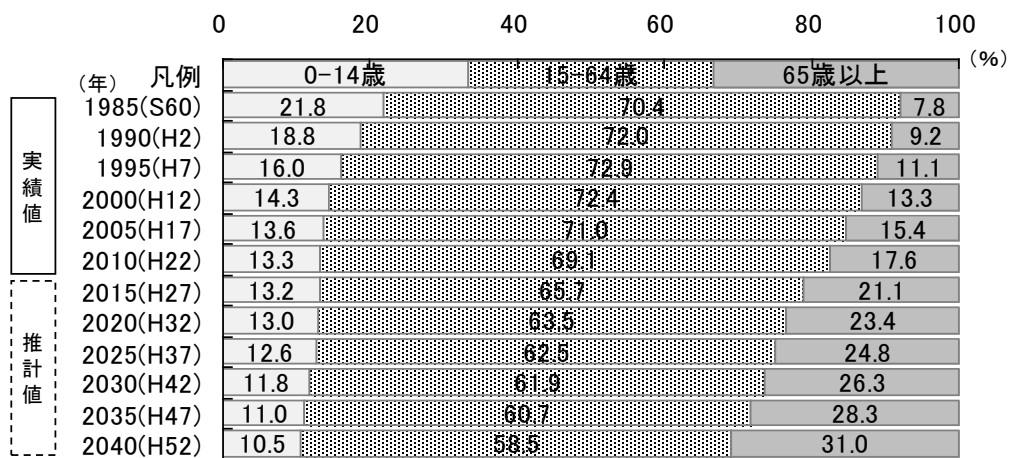 0 20 40 60 80 100
(%)
(年) 凡例 0-14歳 15-64歳 65歳以上
実績値
1985(S60) 21.8 70.4 7.8
1990(H2) 18.8 72.0 9.2
1995(H7) 16.0 72.9 11.1
2000(H12) 14.3 72.4 13.3
2005(H17) 13.6 71.0 15.4
2010(H22) 13.3 69.1 17.6
推計値
2015(H27) 13.2 65.7 21.1
2020(H32) 13.0 63.5 23.4
2025(H37) 12.6 62.5 24.8
2030(H42) 11.8 61.9 26.3
2035(H47) 11.0 60.7 28.3
2040(H52) 10.5 58.5 31.0